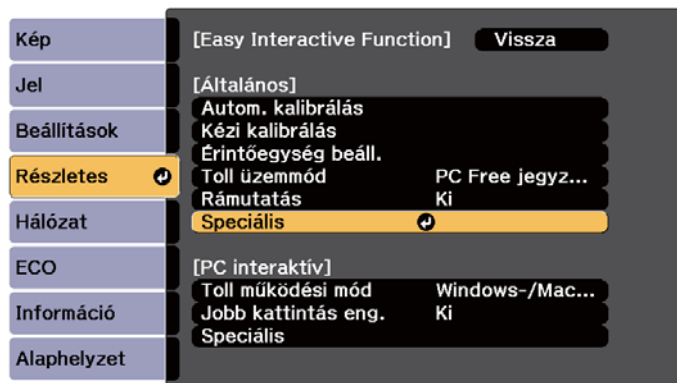 Kép
Jel
Beállítások
Részletes
Hálózat
ECO
Információ
Alaphelyzet
[Easy Interactive Function] Vissza
[Általános]
Autom. kalibrálás
Kézi kalibrálás
Érintőegység beáll.
Toll üzemmód PC Free jegyz...
Rámutatás Ki
Speciális
[PC interaktív]
Toll működési mód Windows-/Mac...
Jobb kattintás eng. Ki
Speciális